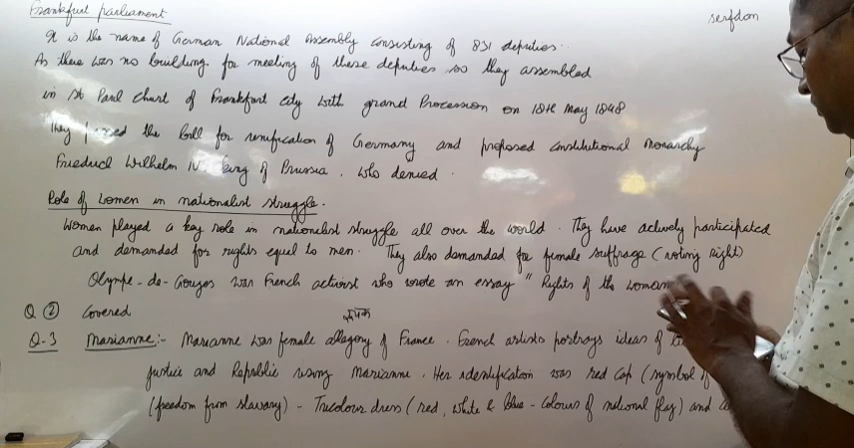 Frankfurt parliament
serfdon
It is the name of German National Assembly consisting of 831 deputies.
As there was no building for meeting of these deputies so they assembled
in St Paul Church of Frankfurt city with grand Procession on 18th May 1848
They passed the bill for reunification of Germany and proposed constitutional monarchy
Friedrich Wilhelm IV. king of Prussia. who denied.
Role of women in nationalist struggle.
Women played a key role in nationalist struggle all over the world. They have actively participated
and demanded for rights equal to men. They also demanded for female suffrage (voting right)
Olympe-de-Gouges was French activist who wrote an essay "Rights of the woman
Q ② Covered
रूपक
Q-3 Marianne:- Marianne was female allegory of France. French artists portrays ideas of
justice and Republic using Marianne. Her identification was red cap (symbol of
(freedom from slavary) - Tricolour dress (red, white & blue - colours of national flag) and